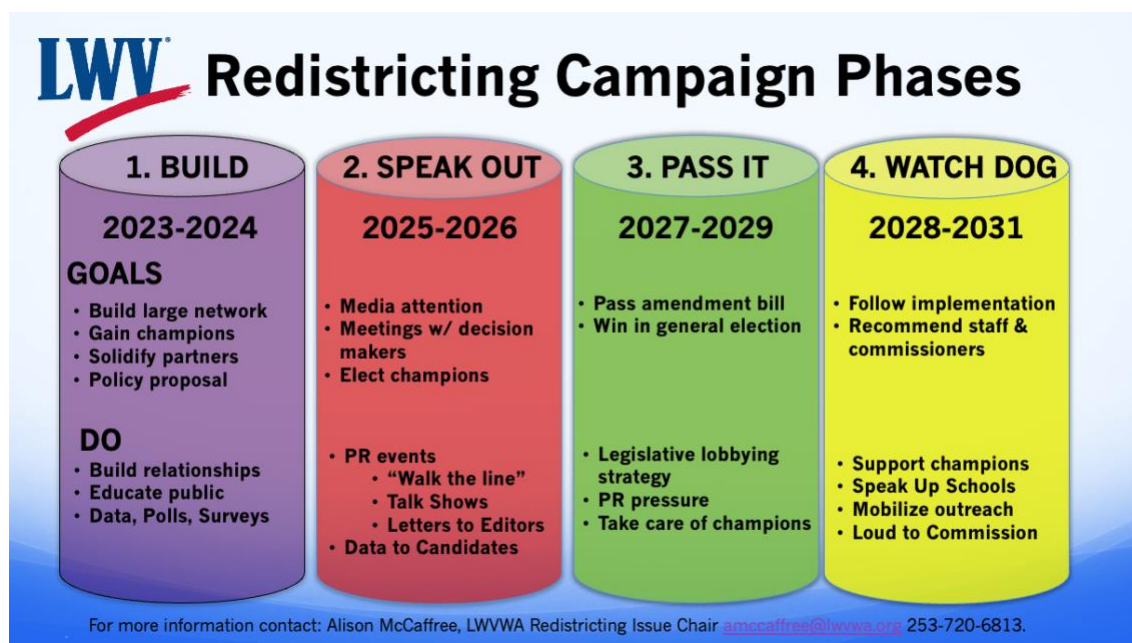 LWV Redistricting Campaign Phases
1. BUILD
2023-2024
GOALS
• Build large network
• Gain champions
• Solidify partners
• Policy proposal
DO
• Build relationships
• Educate public
• Data, Polls, Surveys
2. SPEAK OUT
2025-2026
• Media attention
• Meetings w/ decision
makers
• Elect champions
• PR events
• “Walk the line”
• Talk Shows
• Letters to Editors
• Data to Candidates
3. PASS IT
2027-2029
• Pass amendment bill
• Win in general election
• Legislative lobbying
strategy
• PR pressure
• Take care of champions
4. WATCH DOG
2028-2031
• Follow implementation
• Recommend staff &
commissioners
• Support champions
• Speak Up Schools
• Mobilize outreach
• Loud to Commission
For more information contact: Alison McCaffree, LWVWA Redistricting Issue Chair amccaffree@lwvwa.org 253-720-6813.